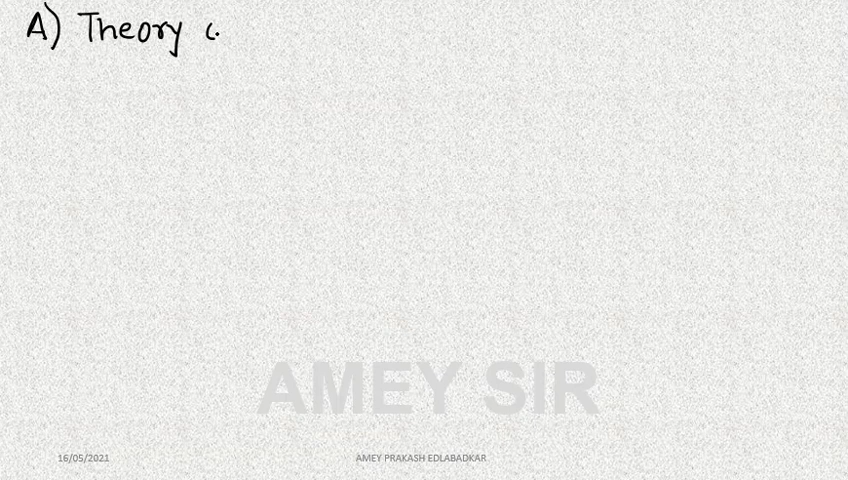 A) Theory
AMEY SIR
16/05/2021
AMEY PRAKASH EDLABADKAR